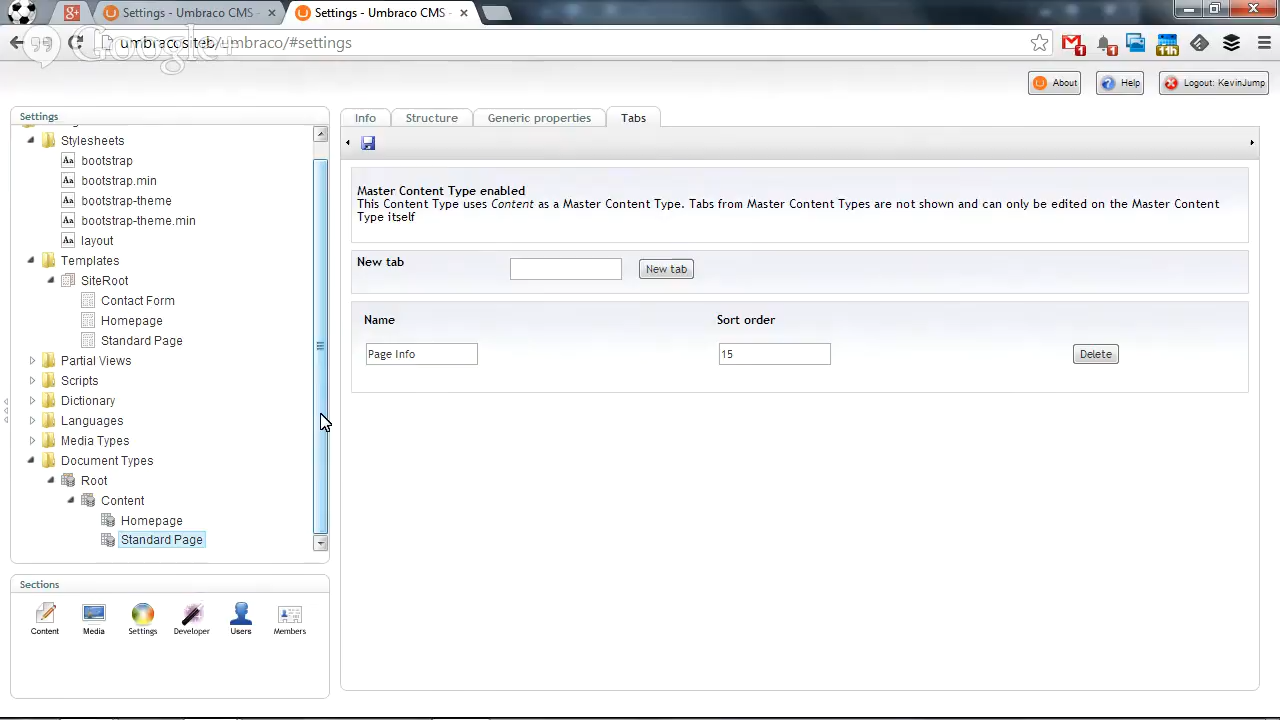 Settings - Umbraco CMS -
Settings - Umbraco CMS -
umbraco/#settings
Google+
1
1
11h
About
Help
Logout: KevinJump
Settings
Stylesheets
bootstrap
bootstrap.min
bootstrap-theme
bootstrap-theme.min
layout
Templates
SiteRoot
Contact Form
Homepage
Standard Page
Partial Views
Scripts
Dictionary
Languages
Media Types
Document Types
Root
Content
Homepage
Standard Page
Sections
Content
Media
Settings
Developer
Users
Members
Info
Structure
Generic properties
Tabs
Master Content Type enabled
This Content Type uses Content as a Master Content Type. Tabs from Master Content Types are not shown and can only be edited on the Master Content
Type itself
New tab
New tab
Name
Sort order
Page Info
15
Delete